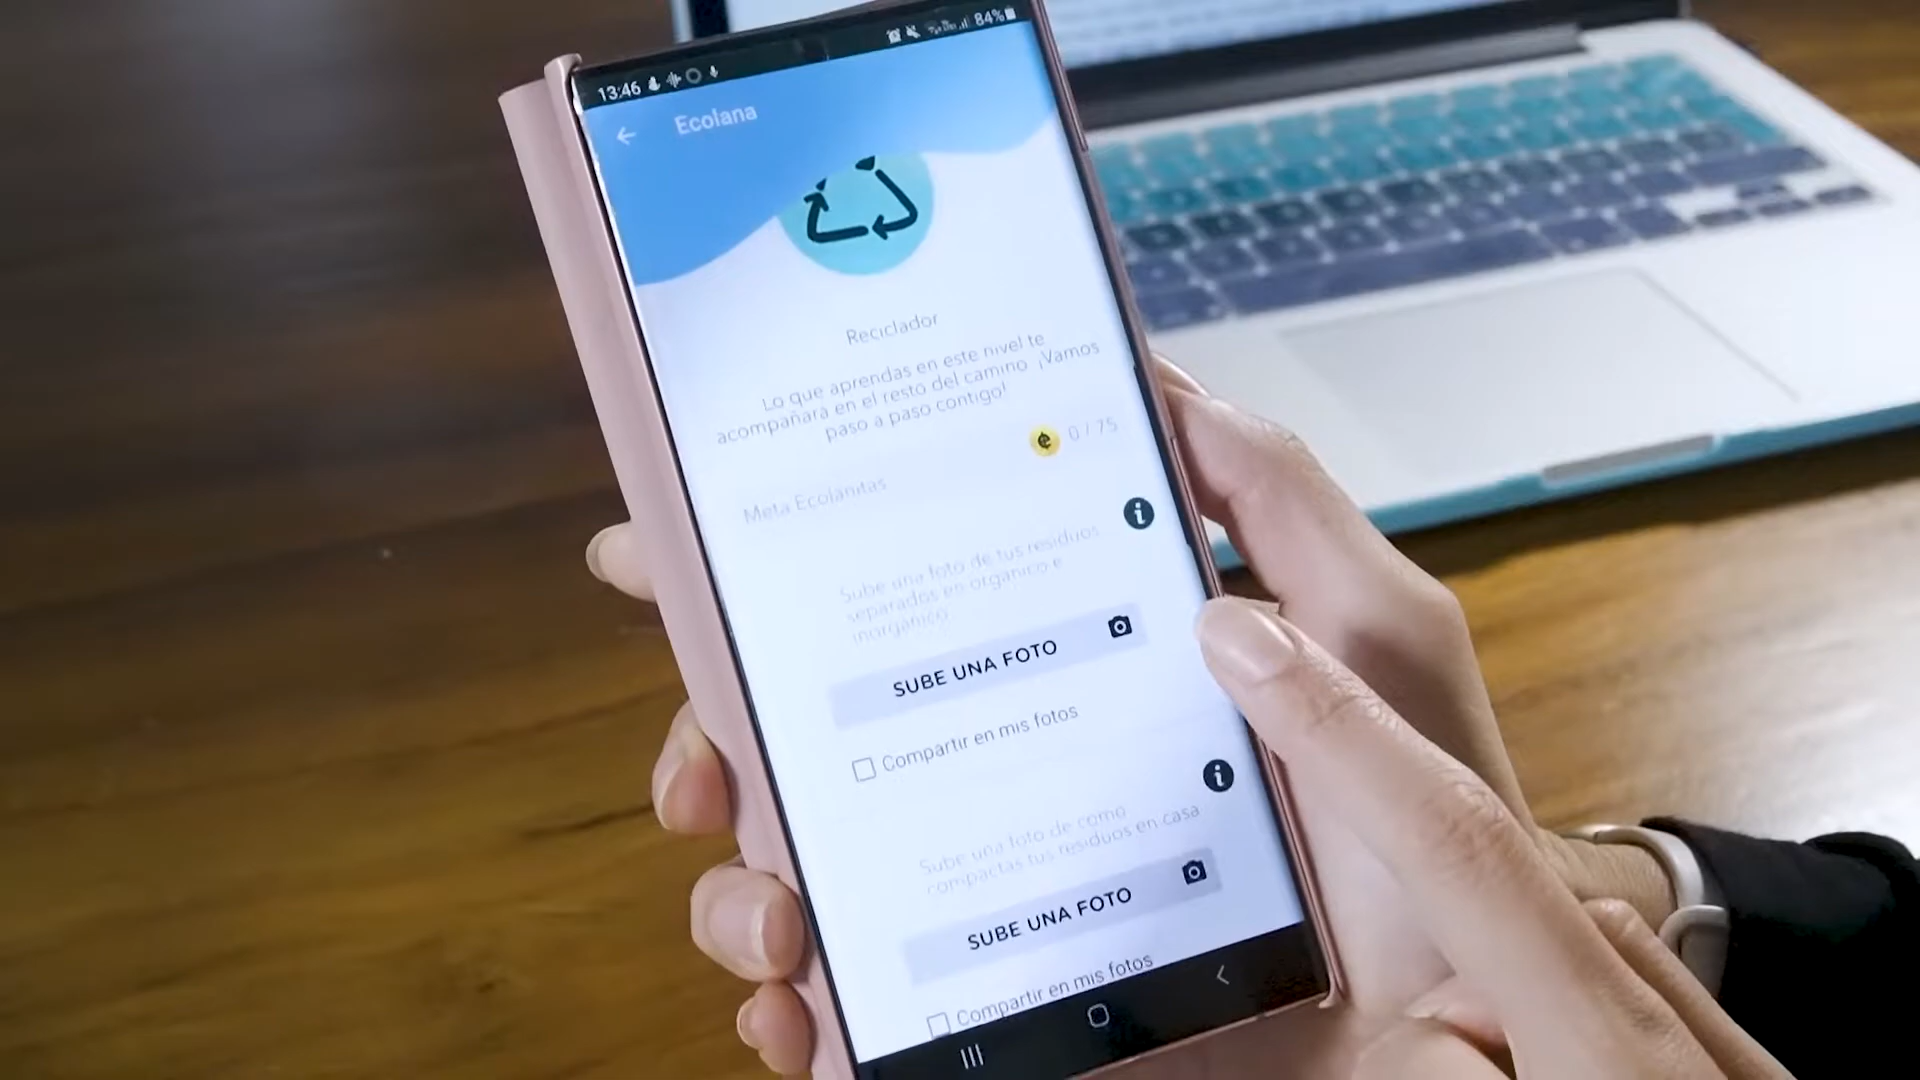 13:46
84%
Ecolana
Reciclador
Lo que aprendas en este nivel te
acompañará en el resto del camino ¡Vamos
paso a paso contigo!
0 / 75
Meta Ecolanitas
Sube una foto de tus residuos
separados en orgánico e
inorgánico.
SUBE UNA FOTO
Compartir en mis fotos
Sube una foto de como
compactas tus residuos en casa
SUBE UNA FOTO
Compartir en mis fotos